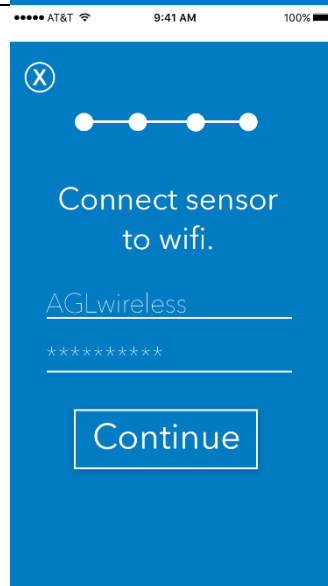 AT&T 9:41 AM 100%
X
Connect sensor
to wifi.
AGLwireless
**********
Continue